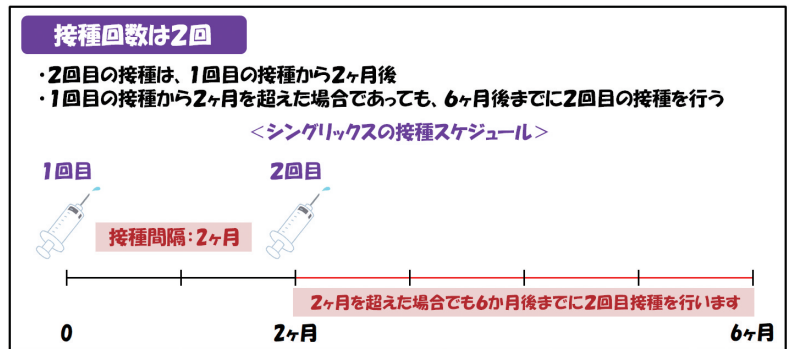 接種回数は2回
・2回目の接種は、1回目の接種から2ヶ月後
・1回目の接種から2ヶ月を超えた場合であっても、6ヶ月後までに2回目の接種を行う
＜シングリックスの接種スケジュール＞
1回目 2回目
接種間隔：2ヶ月
2ヶ月を超えた場合でも6か月後までに2回目接種を行います
0 2ヶ月 6ヶ月